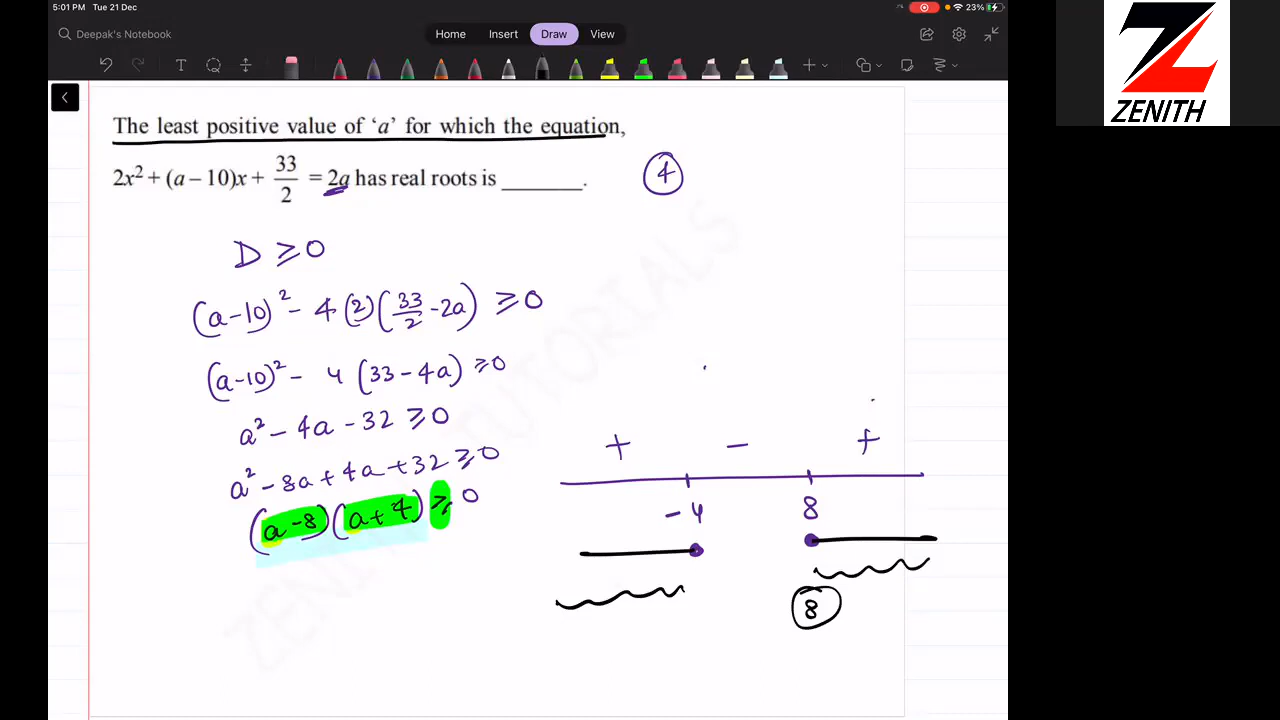 5:01 PM Tue 21 Dec
23%
Deepak's Notebook
Home Insert Draw View
ZENITH
The least positive value of ‘a’ for which the equation,
2x² + (a – 10)x + 33/2 = 2a has real roots is ________.
4
D ≥ 0
(a-10)² - 4(2)(33/2 - 2a) ≥ 0
(a-10)² - 4(33 - 4a) ≥ 0
a² - 4a - 32 ≥ 0
a² - 8a + 4a + 32 ≥ 0
(a-8)(a+4) ≥ 0
+ - +
-4 8
8
ZENITH TUTORIALS